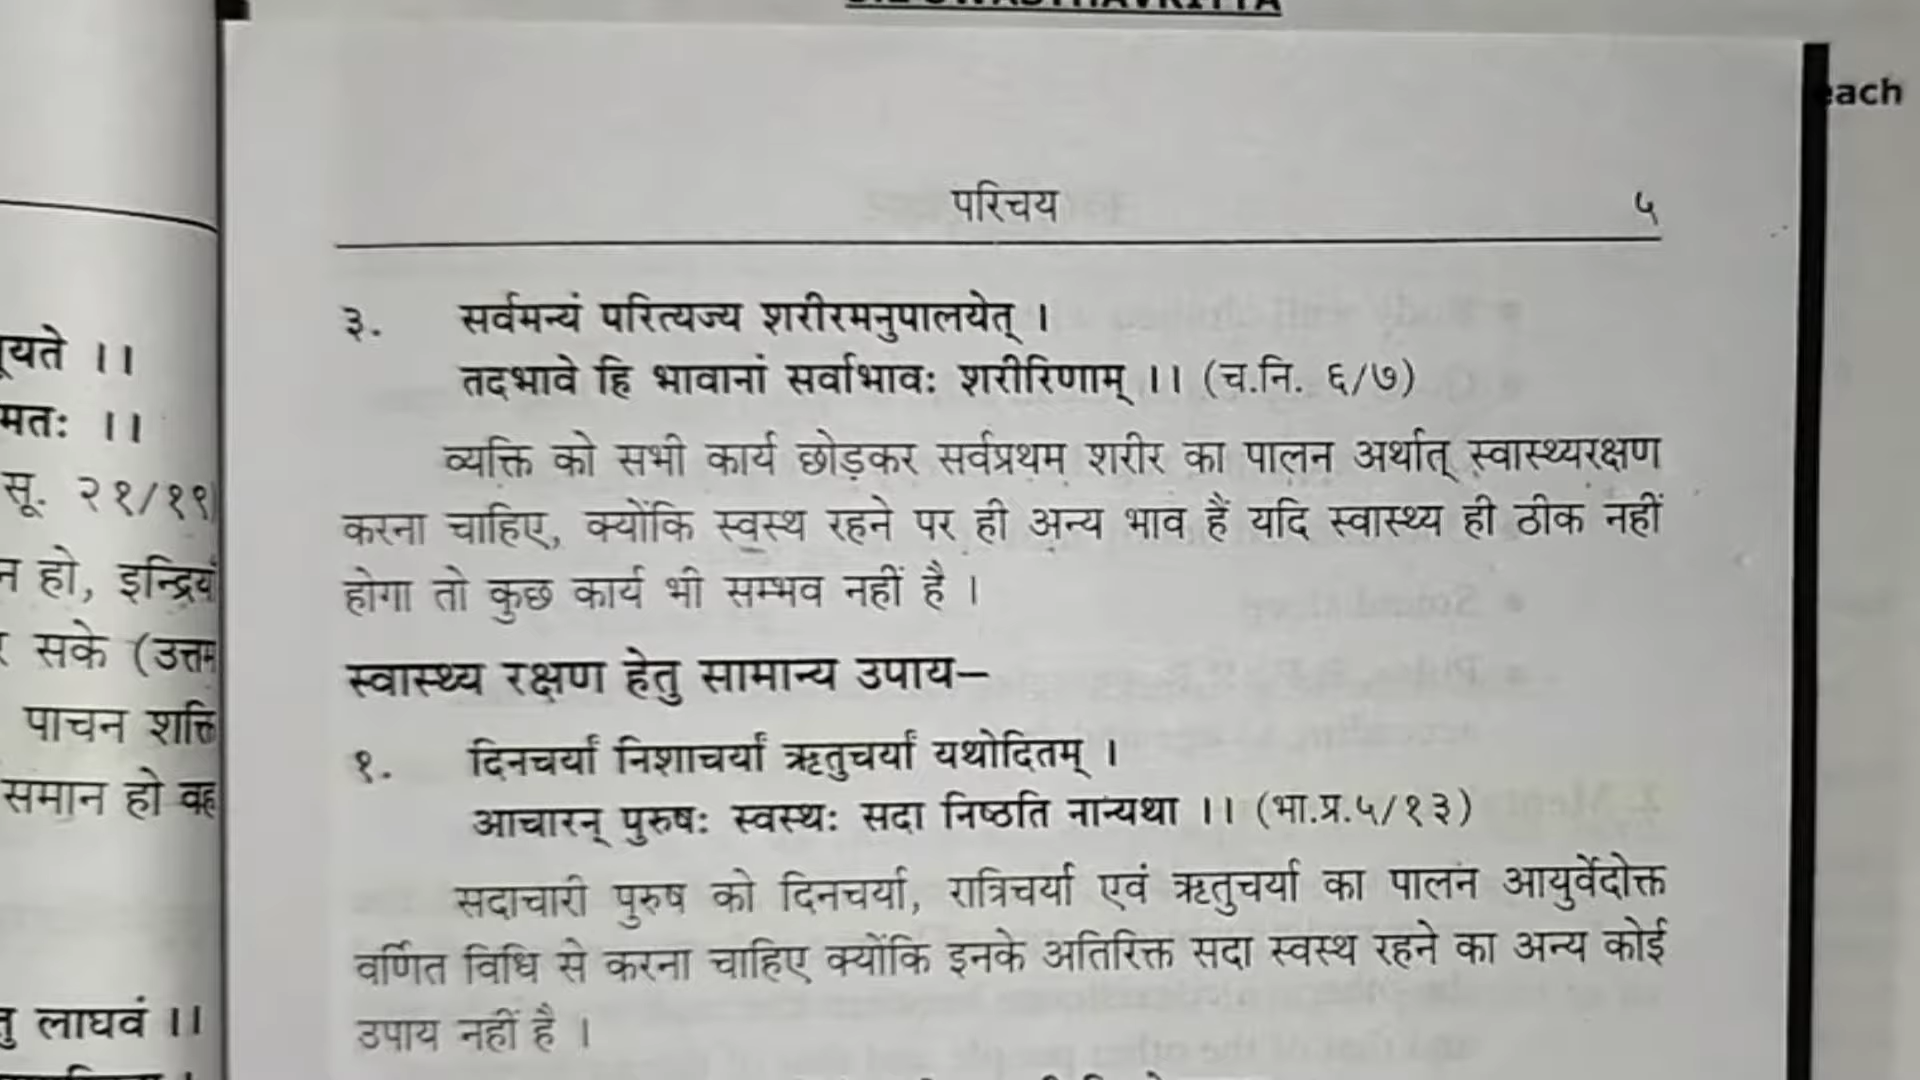 each
परिचय ५
३. सर्वमन्यं परित्यज्य शरीरमनुपालयेत् ।
तदभावे हि भावानां सर्वाभावः शरीरिणाम् ।। (च.नि. ६/७)
व्यक्ति को सभी कार्य छोड़कर सर्वप्रथम शरीर का पालन अर्थात् स्वास्थ्यरक्षण
करना चाहिए, क्योंकि स्वस्थ रहने पर ही अन्य भाव हैं यदि स्वास्थ्य ही ठीक नहीं
होगा तो कुछ कार्य भी सम्भव नहीं है ।
स्वास्थ्य रक्षण हेतु सामान्य उपाय–
१. दिनचर्यां निशाचर्यां ऋतुचर्यां यथोदितम् ।
आचारन् पुरुषः स्वस्थः सदा निष्ठति नान्यथा ।। (भा.प्र.५/१३)
सदाचारी पुरुष को दिनचर्या, रात्रिचर्या एवं ऋतुचर्या का पालन आयुर्वेदोक्त
वर्णित विधि से करना चाहिए क्योंकि इनके अतिरिक्त सदा स्वस्थ रहने का अन्य कोई
उपाय नहीं है ।
यते ।।
मतः ।।
सू. २१/१९
न हो, इन्द्रिय
सके (उत्तम
पाचन शक्ति
समान हो वह
तु लाघवं ।।